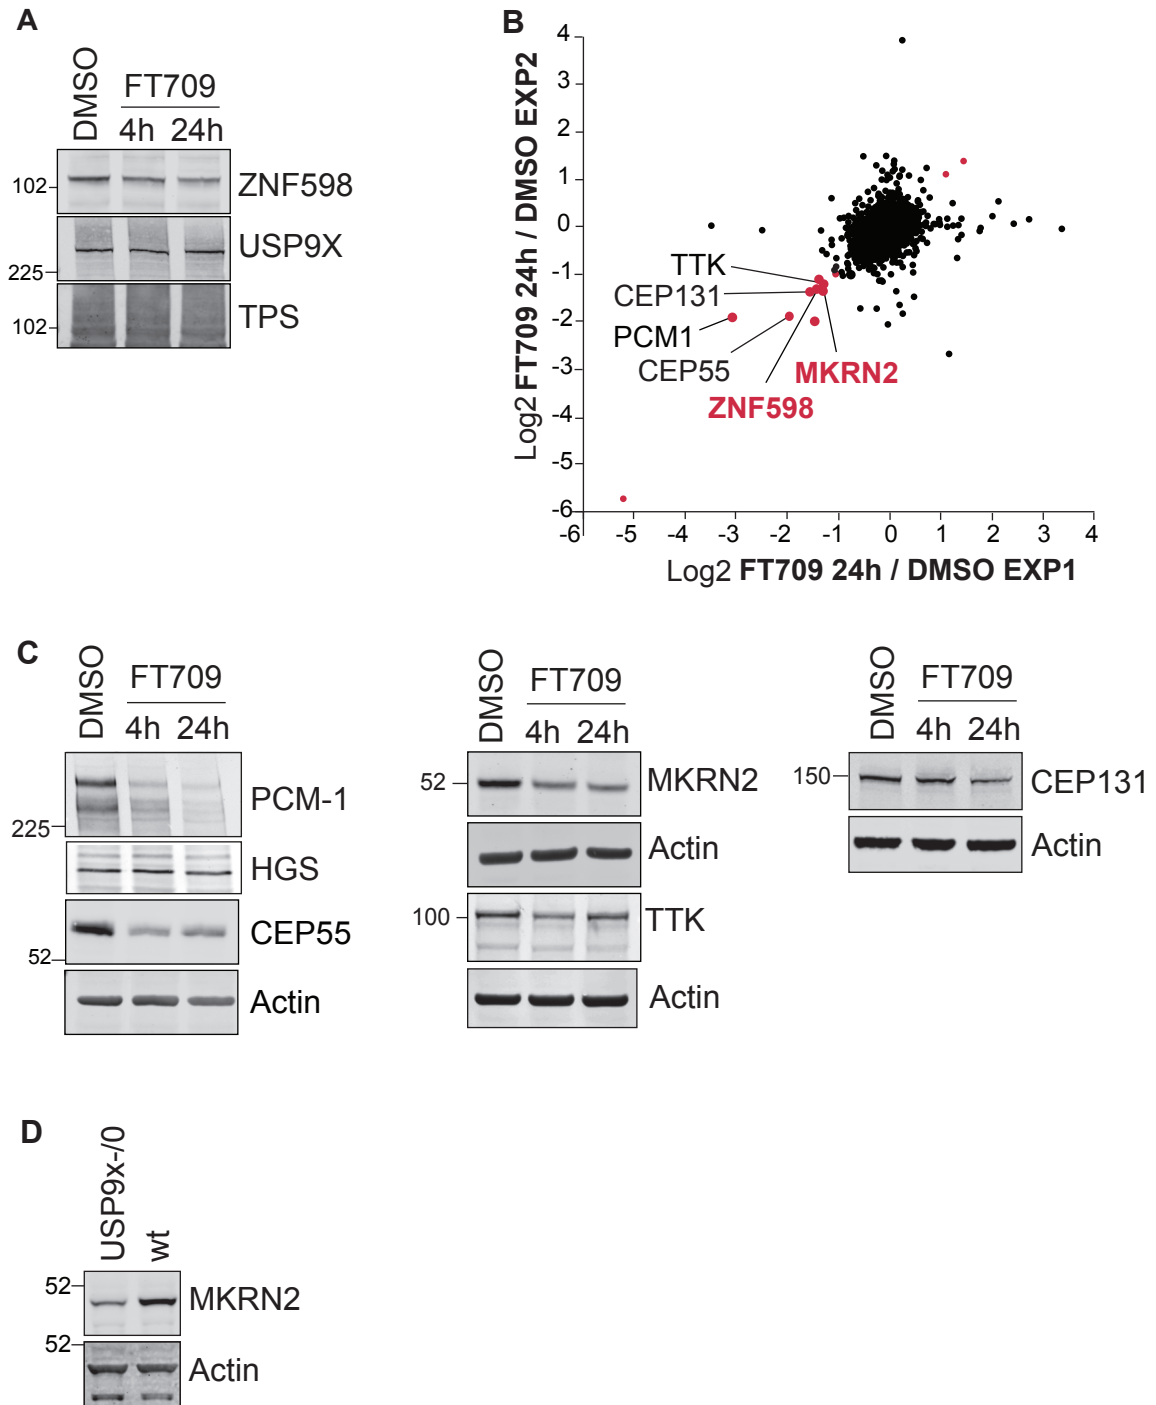 A
DMSO
FT709
4h 24h
102
ZNF598
USP9X
225
102
TPS
B
4
3
2
1
0
-1
-2
-3
-4
-5
-6
Log2 FT709 24h / DMSO EXP2
TTK
CEP131
PCM1
CEP55
MKRN2
ZNF598
-6 -5 -4 -3 -2 -1 0 1 2 3 4
Log2 FT709 24h / DMSO EXP1
C
DMSO
FT709
4h 24h
PCM-1
225
HGS
CEP55
52
Actin
DMSO
FT709
4h 24h
52
MKRN2
Actin
100
TTK
Actin
DMSO
FT709
4h 24h
150
CEP131
Actin
D
USP9x-/0
wt
52
MKRN2
52
Actin